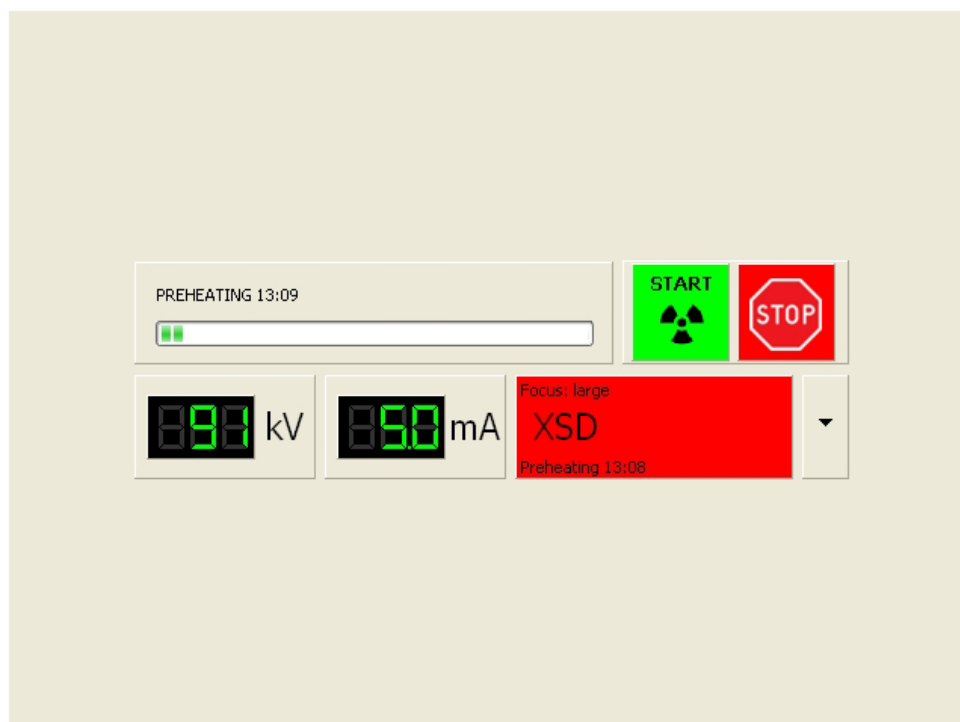 PREHEATING 13:09
START
STOP
91 kV
5.0 mA
Focus: large
XSD
Preheating 13:08